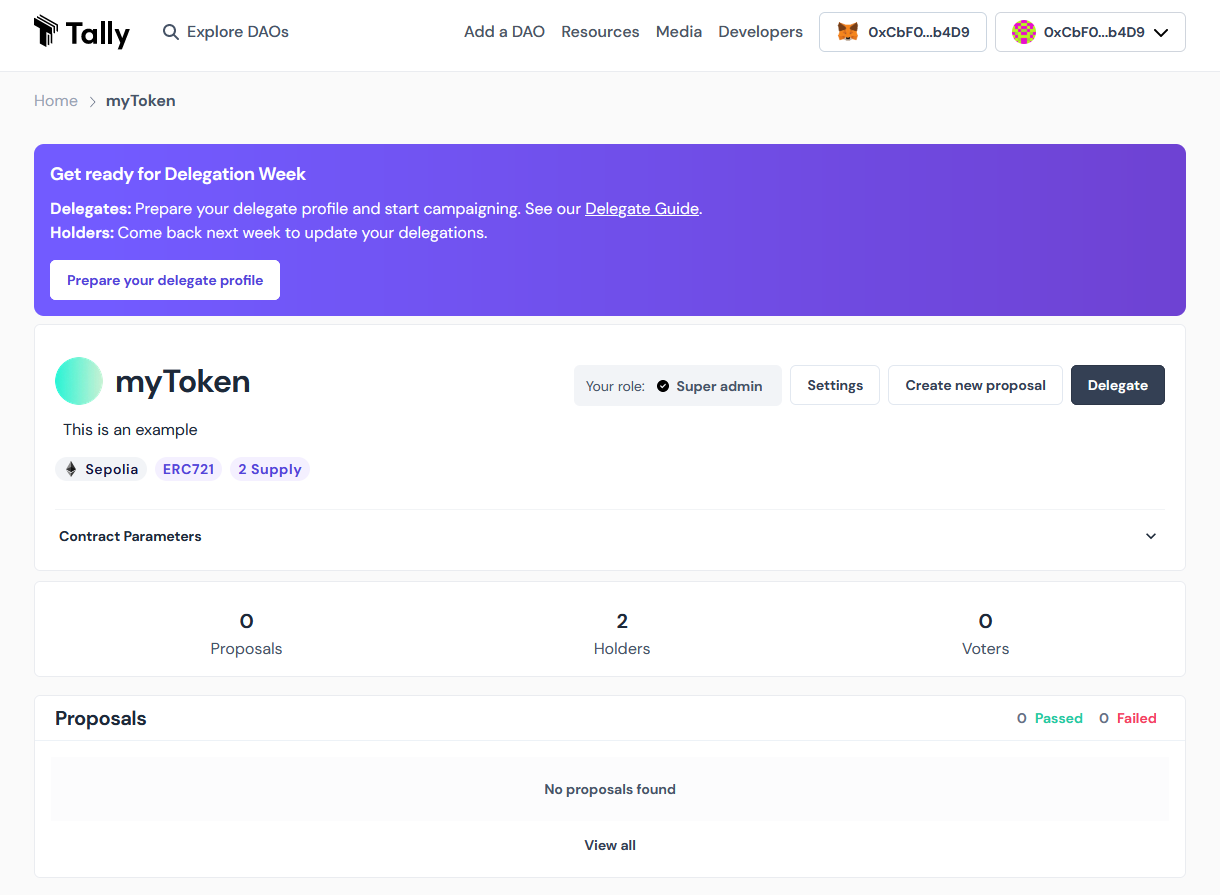 Tally Explore DAOs Add a DAO Resources Media Developers 0xCbF0...b4D9 0xCbF0...b4D9
Home > myToken
Get ready for Delegation Week
Delegates: Prepare your delegate profile and start campaigning. See our Delegate Guide.
Holders: Come back next week to update your delegations.
Prepare your delegate profile
myToken Your role: Super admin Settings Create new proposal Delegate
This is an example
Sepolia ERC721 2 Supply
Contract Parameters
0 2 0
Proposals Holders Voters
Proposals 0 Passed 0 Failed
No proposals found
View all